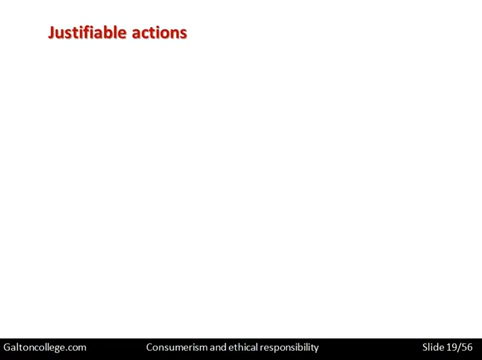 Justifiable actions
Galtoncollege.com Consumerism and ethical responsibility Slide 19/56